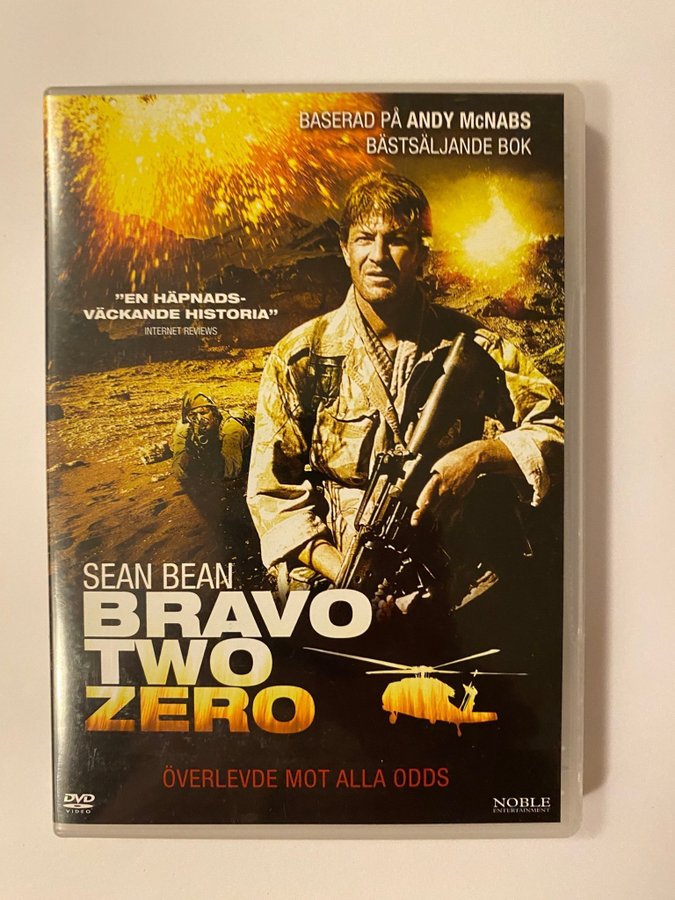 BASERAD PÅ ANDY McNABS
BÄSTSÄLJANDE BOK
”EN HÄPNADS-
VÄCKANDE HISTORIA”
INTERNET REVIEWS
SEAN BEAN
BRAVO
TWO
ZERO
ÖVERLEVDE MOT ALLA ODDS
DVD
VIDEO
NOBLE
ENTERTAINMENT